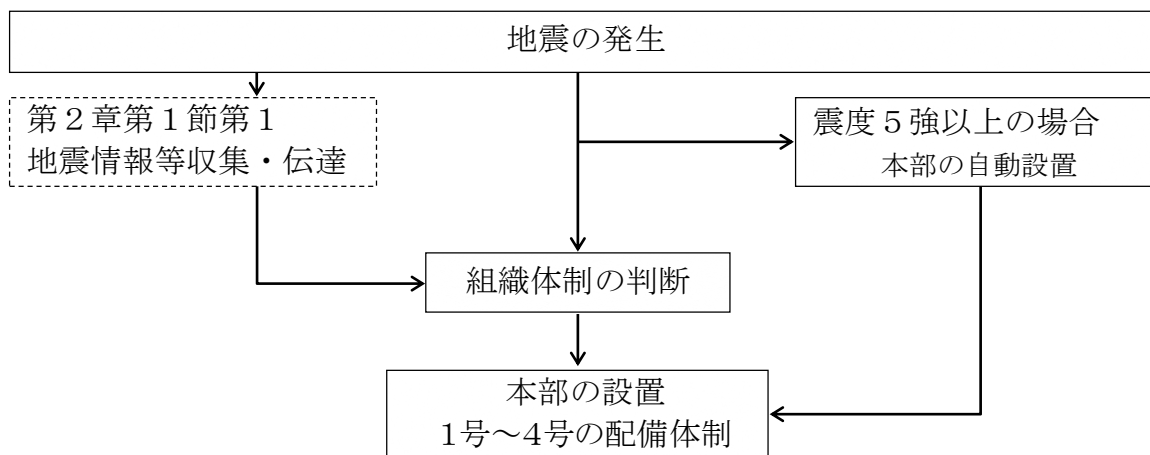 地震の発生
第２章第１節第１
地震情報等収集・伝達
震度５強以上の場合
本部の自動設置
組織体制の判断
本部の設置
1号～4号の配備体制